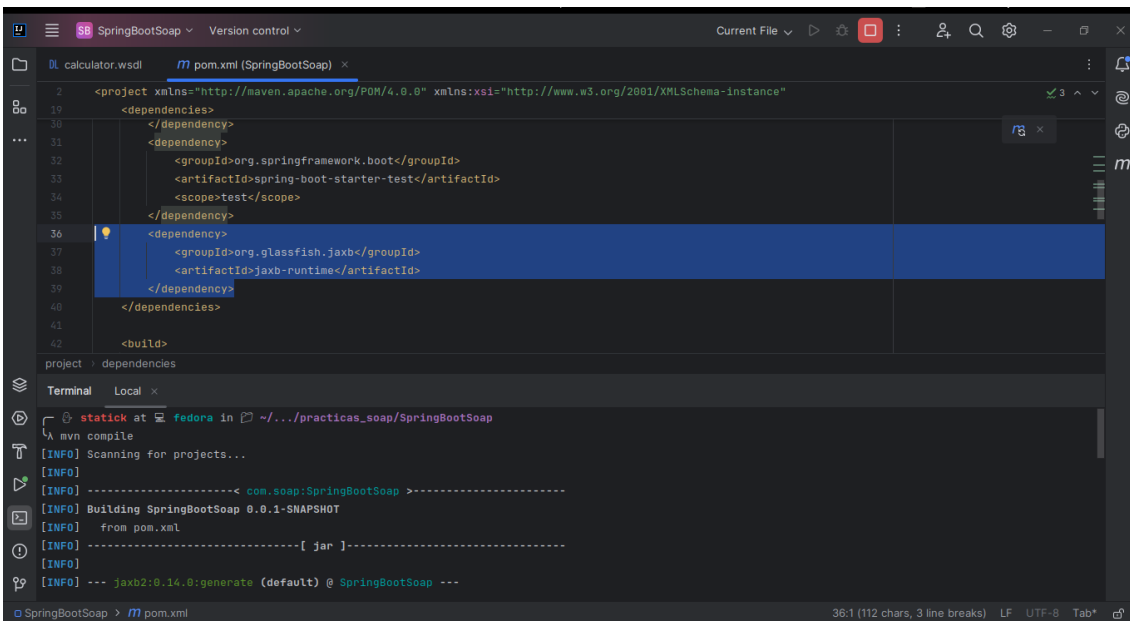 SB SpringBootSoap Version control Current File
calculator.wsdl pom.xml (SpringBootSoap)
2 <project xmlns="http://maven.apache.org/POM/4.0.0" xmlns:xsi="http://www.w3.org/2001/XMLSchema-instance" 3
19 <dependencies>
30 </dependency>
31 <dependency>
32 <groupId>org.springframework.boot</groupId>
33 <artifactId>spring-boot-starter-test</artifactId>
34 <scope>test</scope>
35 </dependency>
36 <dependency>
37 <groupId>org.glassfish.jaxb</groupId>
38 <artifactId>jaxb-runtime</artifactId>
39 </dependency>
40 </dependencies>
41
42 <build>
project > dependencies
Terminal Local
statick at fedora in ~/.../practicas_soap/SpringBootSoap
λ mvn compile
[INFO] Scanning for projects...
[INFO]
[INFO] ----------------------< com.soap:SpringBootSoap >-----------------------
[INFO] Building SpringBootSoap 0.0.1-SNAPSHOT
[INFO] from pom.xml
[INFO] --------------------------------[ jar ]---------------------------------
[INFO]
[INFO] --- jaxb2:0.14.0:generate (default) @ SpringBootSoap ---
SpringBootSoap > pom.xml 36:1 (112 chars, 3 line breaks) LF UTF-8 Tab*